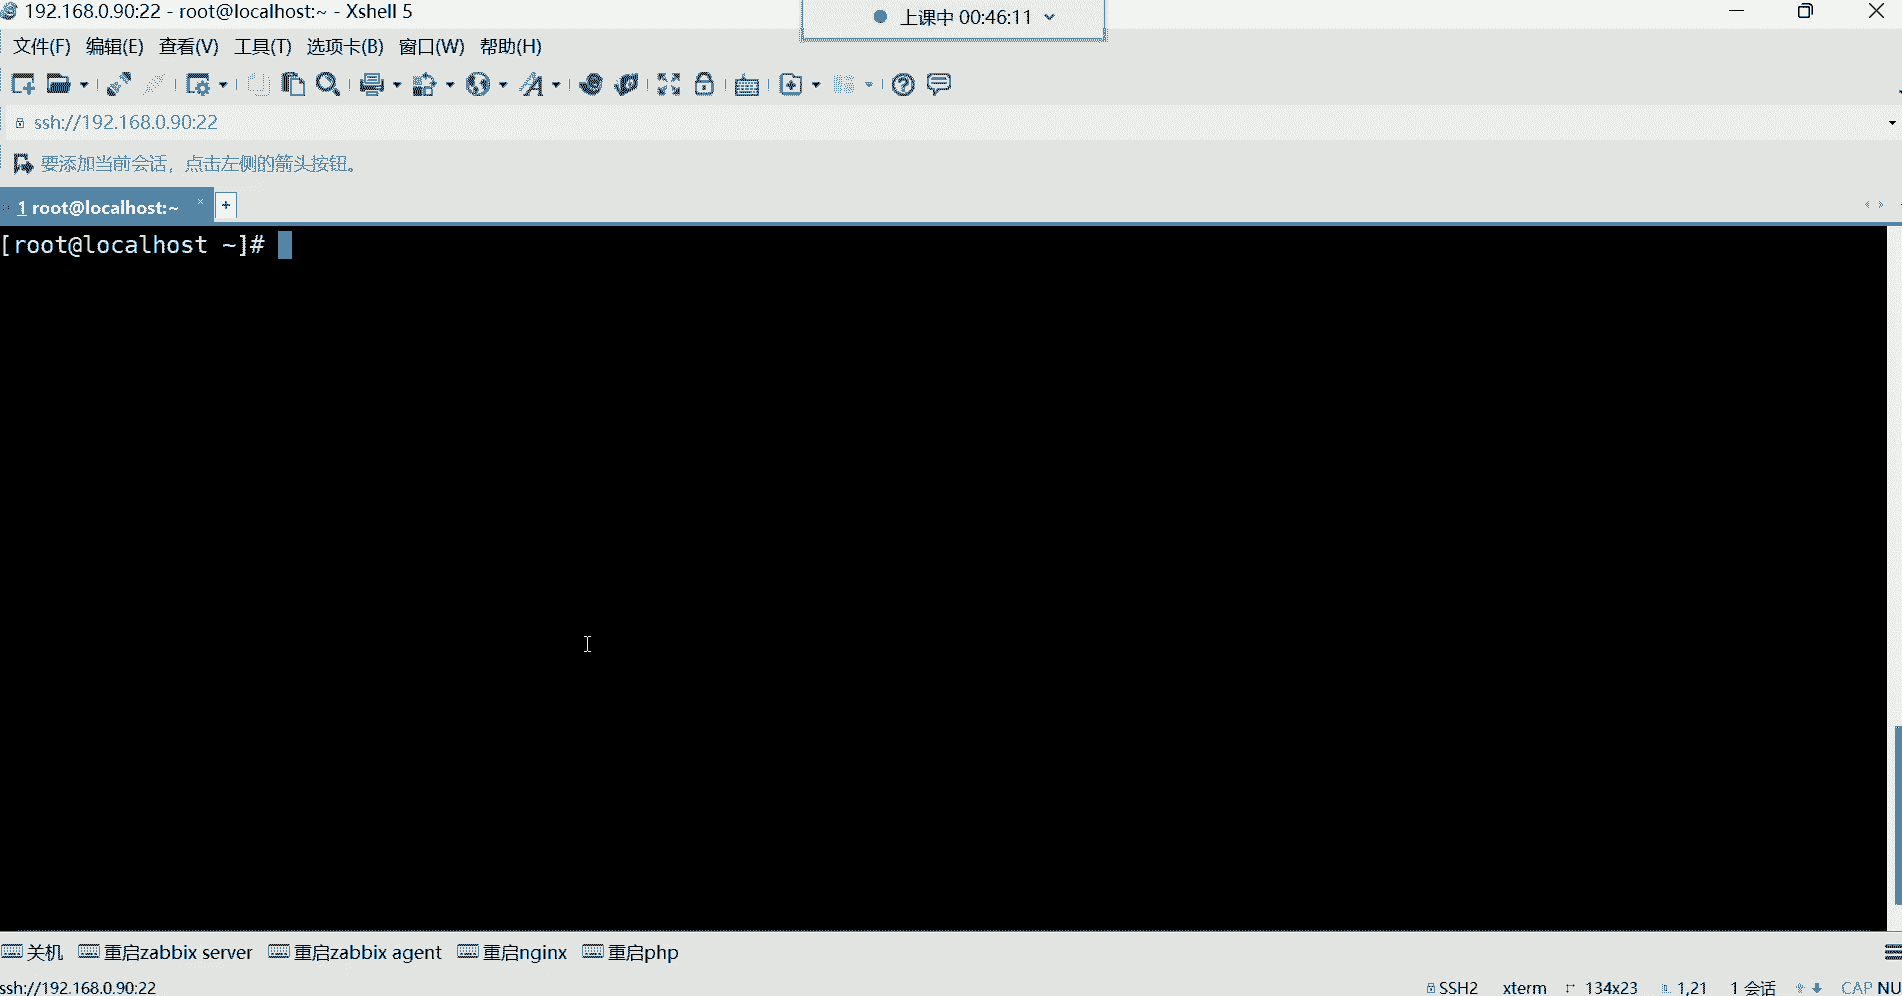 192.168.0.90:22 - root@localhost:~ - Xshell 5
上课中 00:46:11
文件(F) 编辑(E) 查看(V) 工具(T) 选项卡(B) 窗口(W) 帮助(H)
ssh://192.168.0.90:22
要添加当前会话，点击左侧的箭头按钮。
1 root@localhost:~
[root@localhost ~]#
关机 重启zabbix server 重启zabbix agent 重启nginx 重启php
ssh://192.168.0.90:22 SSH2 xterm 134x23 1,21 1 会话 CAP NU